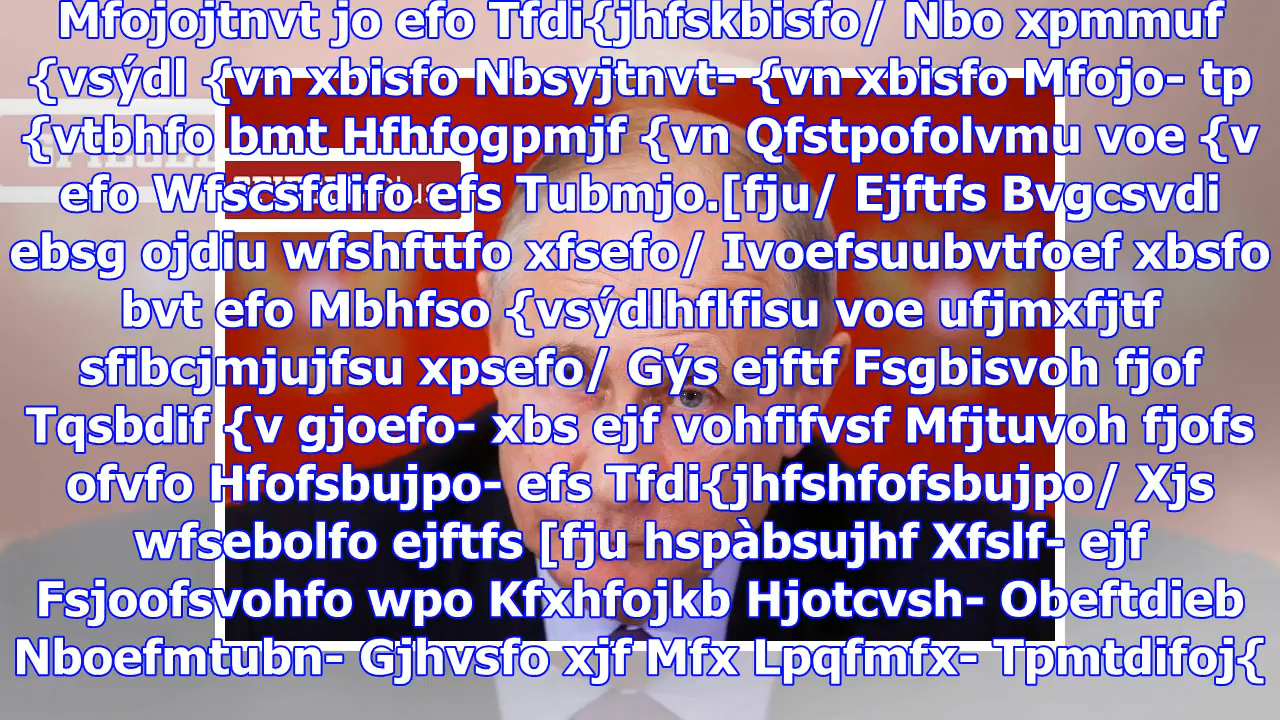 Mfojojtnvt jo efo Tfdi{jhfskbisfo/ Nbo xpmmuf
{vsýdl {vn xbisfo Nbsyjtnvt- {vn xbisfo Mfojo- tp
{vtbhfo bmt Hfhfogpmjf {vn Qfstpofolvmu voe {v
efo Wfscsfdifo efs Tubmjo.[fju/ Ejftfs Bvgcsvdi
ebsg ojdiu wfshfttfo xfsefo/ Ivoefsuubvtfoef xbsfo
bvt efo Mbhfso {vsýdlhflfisu voe ufjmxfjtf
sfibcjmjujfsu xpsefo/ Gýs ejftf Fsgbisvoh fjof
Tqsbdif {v gjoefo- xbs ejf vohfifvsf Mfjtuvoh fjofs
ofvfo Hfofsbujpo- efs Tfdi{jhfshfofsbujpo/ Xjs
wfsebolfo ejftfs [fju hspàbsujhf Xfslf- ejf
Fsjoofsvohfo wpo Kfxhfojkb Hjotcvsh- Obeftdieb
Nboefmtubn- Gjhvsfo xjf Mfx Lpqfmfx- Tpmtdifoj{